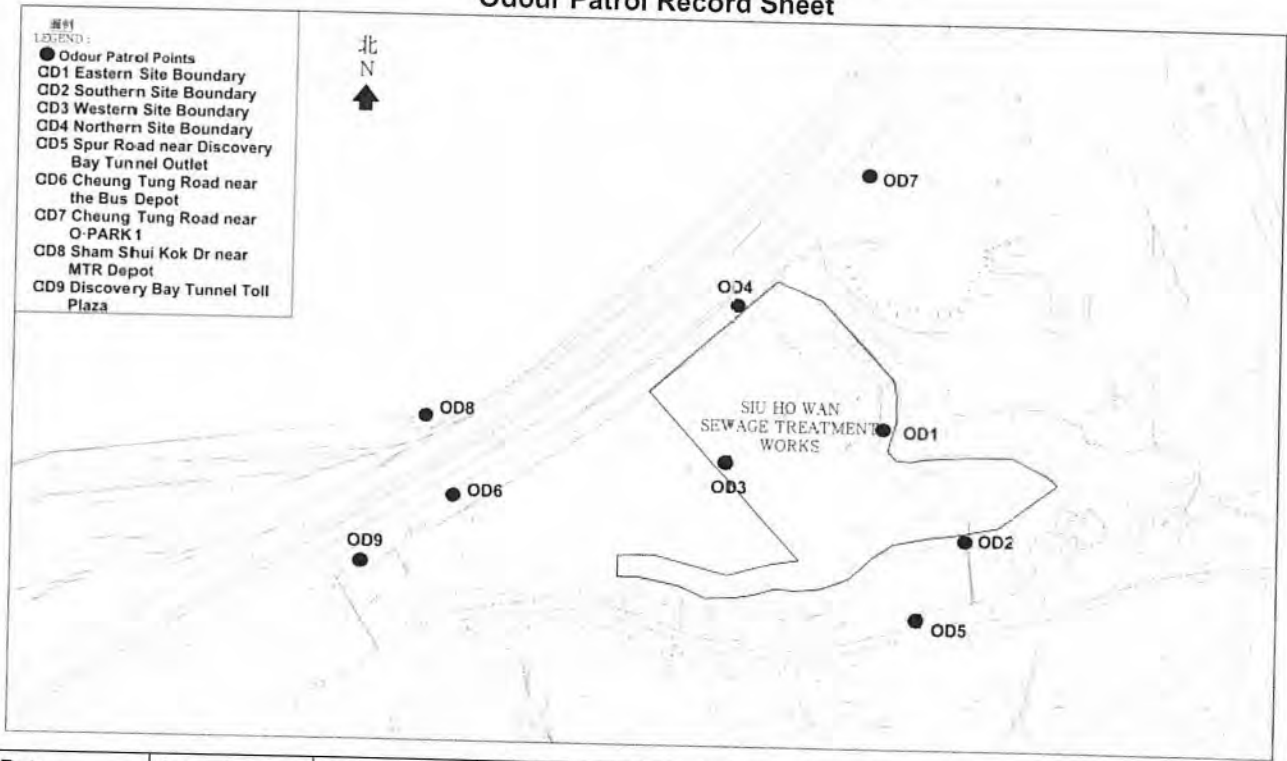 Odour Patrol Record Sheet
圖例
LEGEND :
Odour Patrol Points
OD1 Eastern Site Boundary
OD2 Southern Site Boundary
OD3 Western Site Boundary
OD4 Northern Site Boundary
OD5 Spur Road near Discovery
Bay Tunnel Outlet
OD6 Cheung Tung Road near
the Bus Depot
OD7 Cheung Tung Road near
O·PARK1
OD8 Sham Shui Kok Dr near
MTR Depot
OD9 Discovery Bay Tunnel Toll
Plaza
北
N
OD7
OD4
OD8
SIU HO WAN
SEWAGE TREATMENT
WORKS
OD1
OD3
OD6
OD9
OD2
OD5